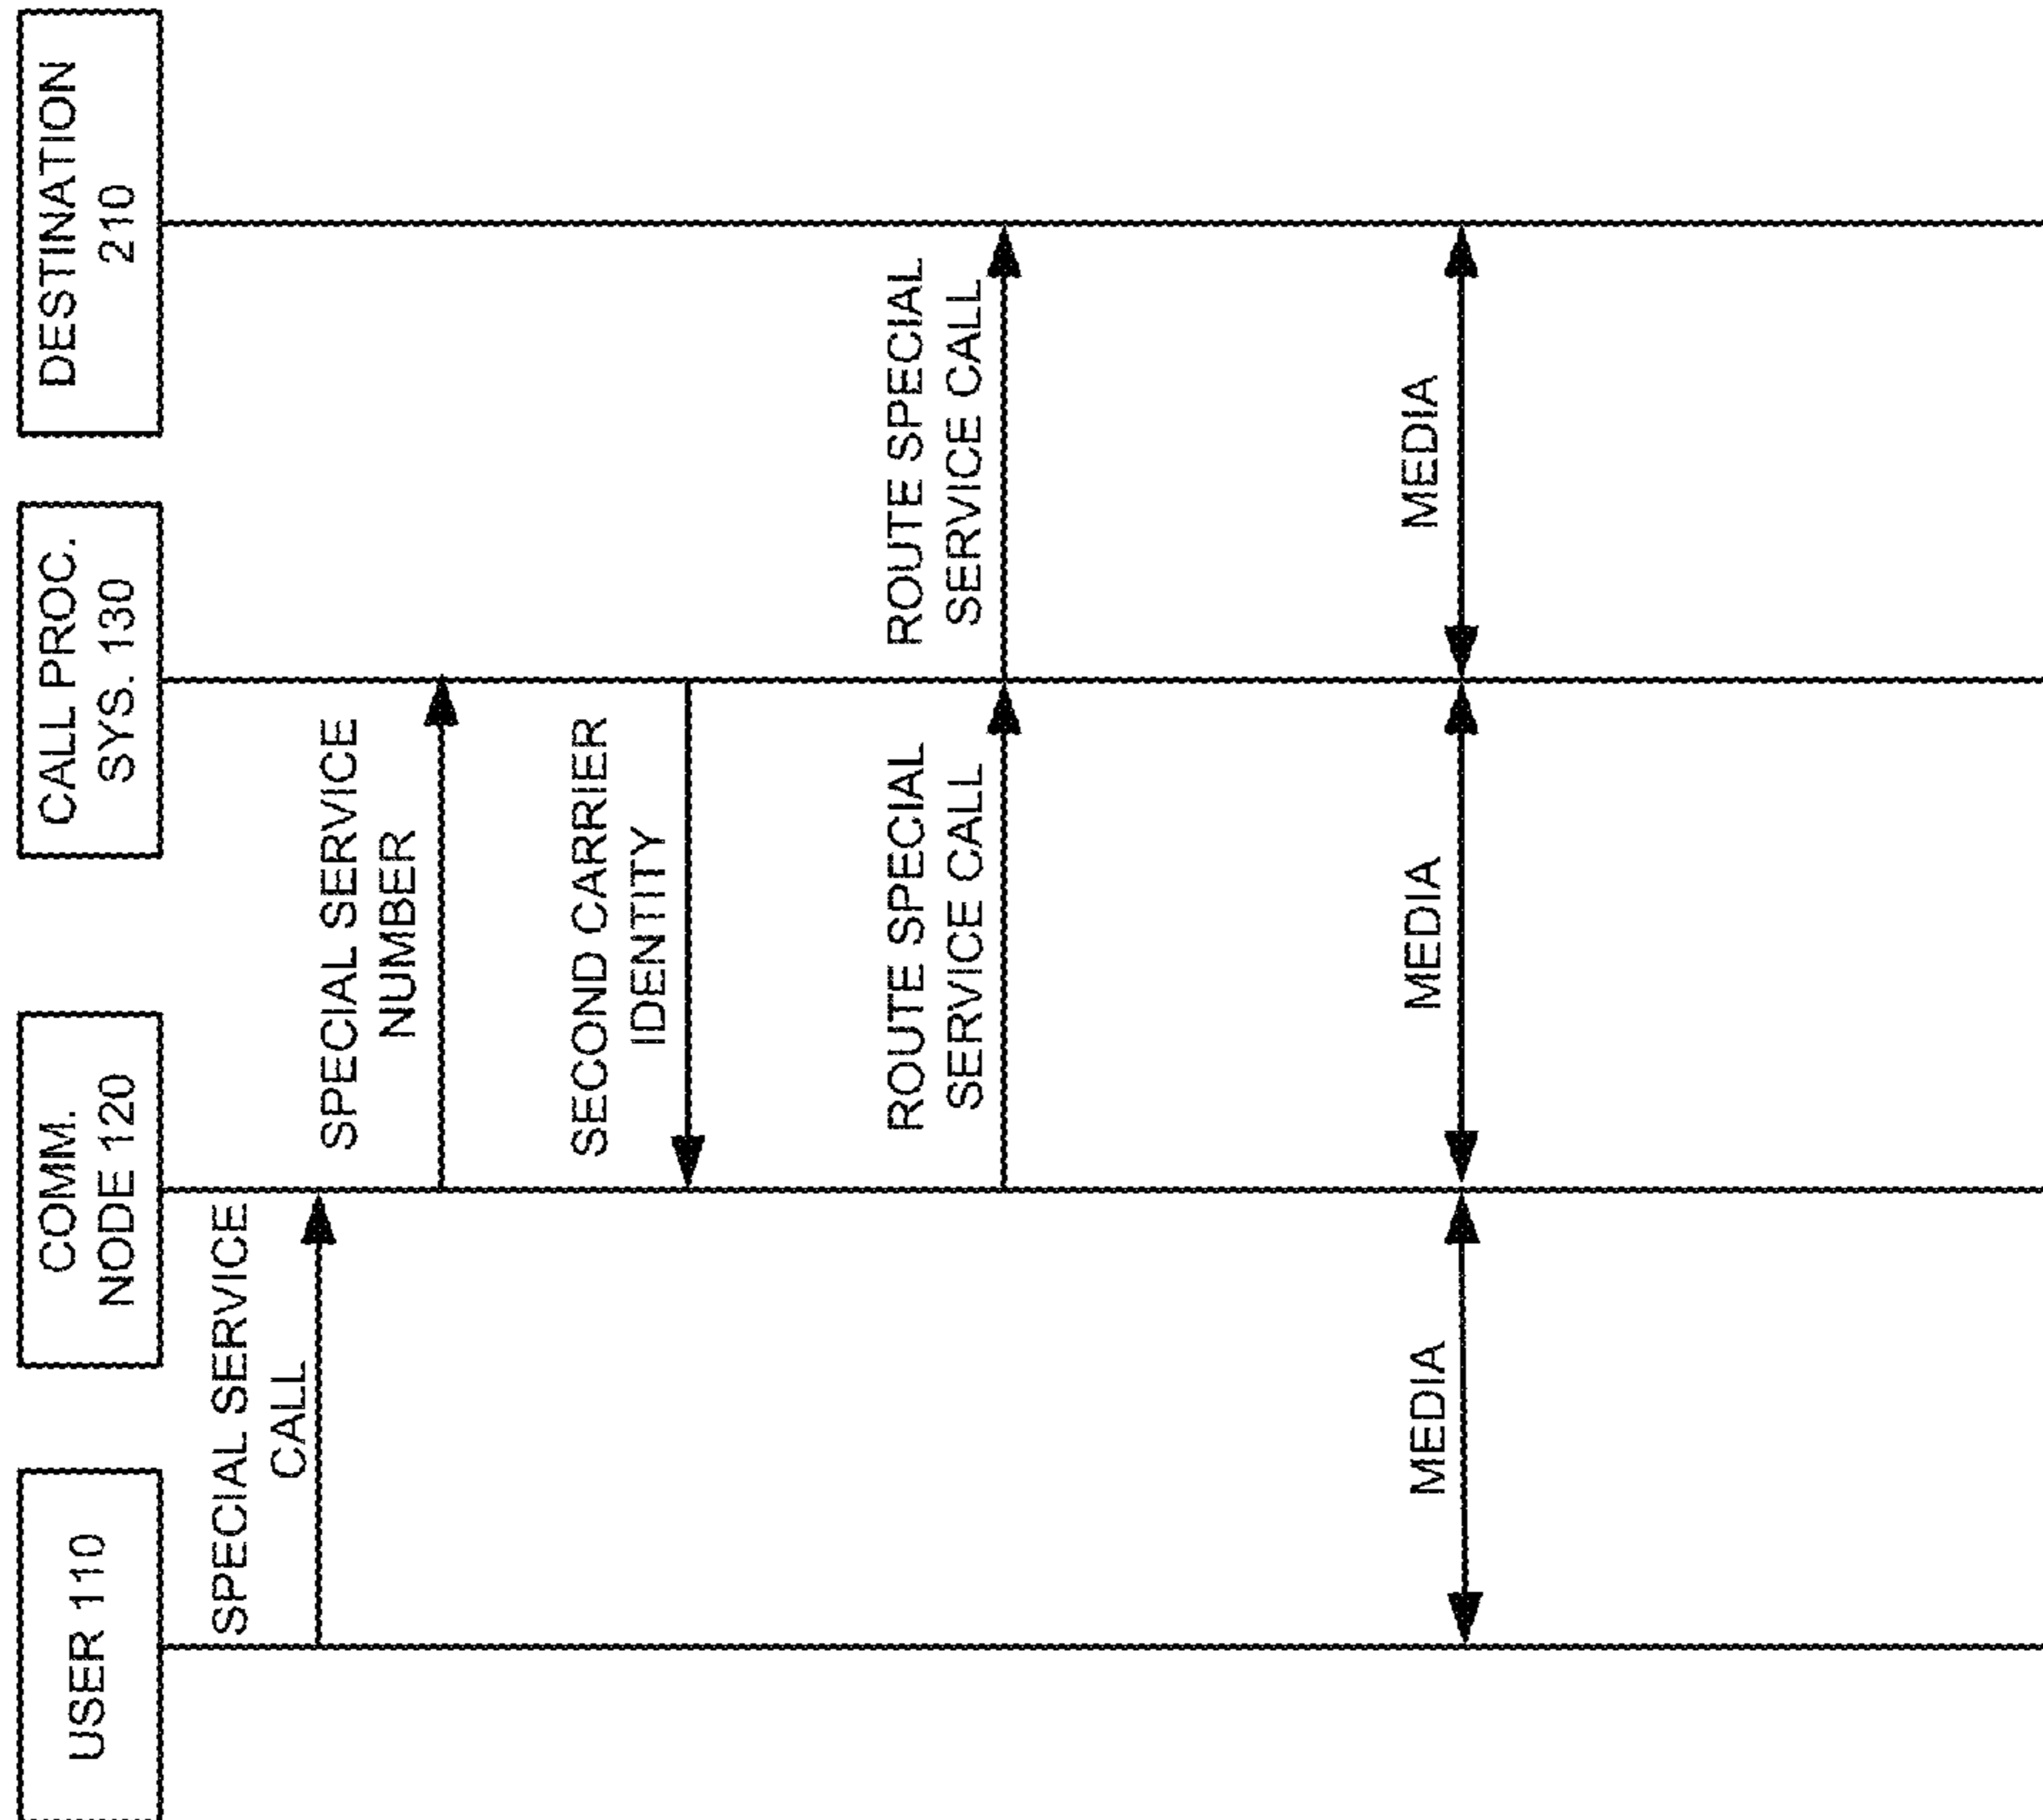 USER 110
COMM.
NODE 120
CALL PROC.
SYS. 130
DESTINATION
210
SPECIAL SERVICE
CALL
SPECIAL SERVICE
NUMBER
SECOND CARRIER
IDENTITY
ROUTE SPECIAL
SERVICE CALL
ROUTE SPECIAL
SERVICE CALL
MEDIA
MEDIA
MEDIA